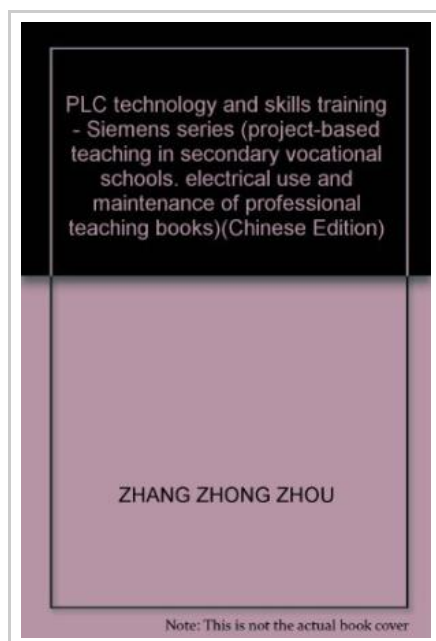 PLC technology and skills training
- Siemens series (project-based
teaching in secondary vocational
schools. electrical use and
maintenance of professional
teaching books)(Chinese Edition)
ZHANG ZHONG ZHOU
Note: This is not the actual book cover